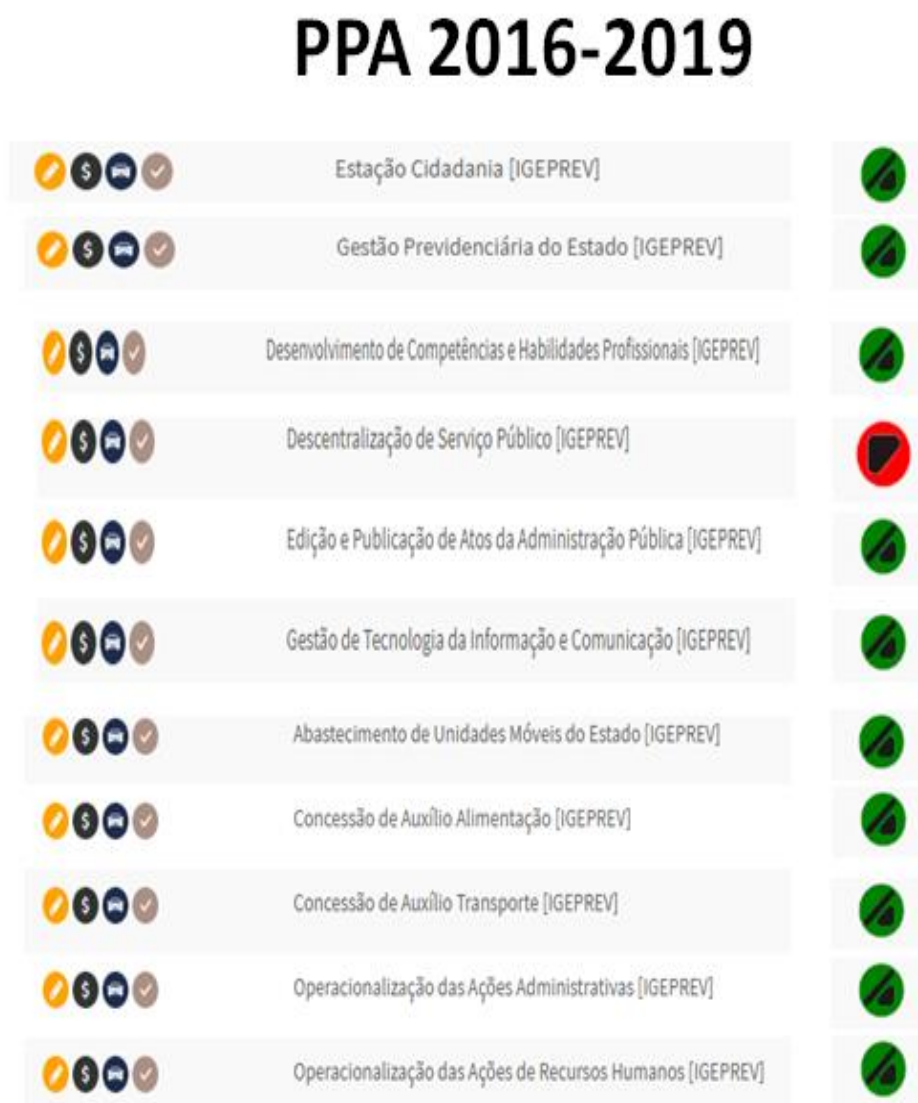 PPA 2016-2019
Estação Cidadania [IGEPREV]
Gestão Previdenciária do Estado [IGEPREV]
Desenvolvimento de Competências e Habilidades Profissionais [IGEPREV]
Descentralização de Serviço Público [IGEPREV]
Edição e Publicação de Atos da Administração Pública [IGEPREV]
Gestão de Tecnologia da Informação e Comunicação [IGEPREV]
Abastecimento de Unidades Móveis do Estado [IGEPREV]
Concessão de Auxílio Alimentação [IGEPREV]
Concessão de Auxílio Transporte [IGEPREV]
Operacionalização das Ações Administrativas [IGEPREV]
Operacionalização das Ações de Recursos Humanos [IGEPREV]